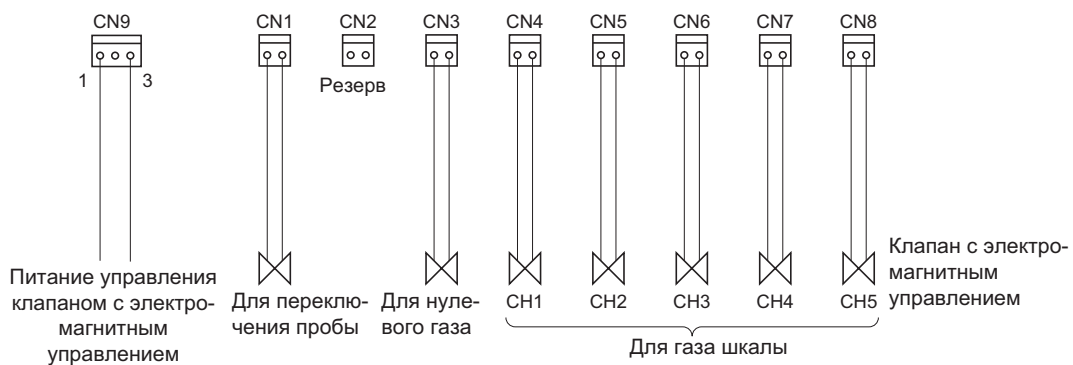 CN9 CN1 CN2 CN3 CN4 CN5 CN6 CN7 CN8
1 3
Резерв
Питание управления
клапаном с электро-
магнитным
управлением
Для переклю-
чения пробы
Для нуле-
вого газа
CH1 CH2 CH3 CH4 CH5
Для газа шкалы
Клапан с электро-
магнитным
управлением